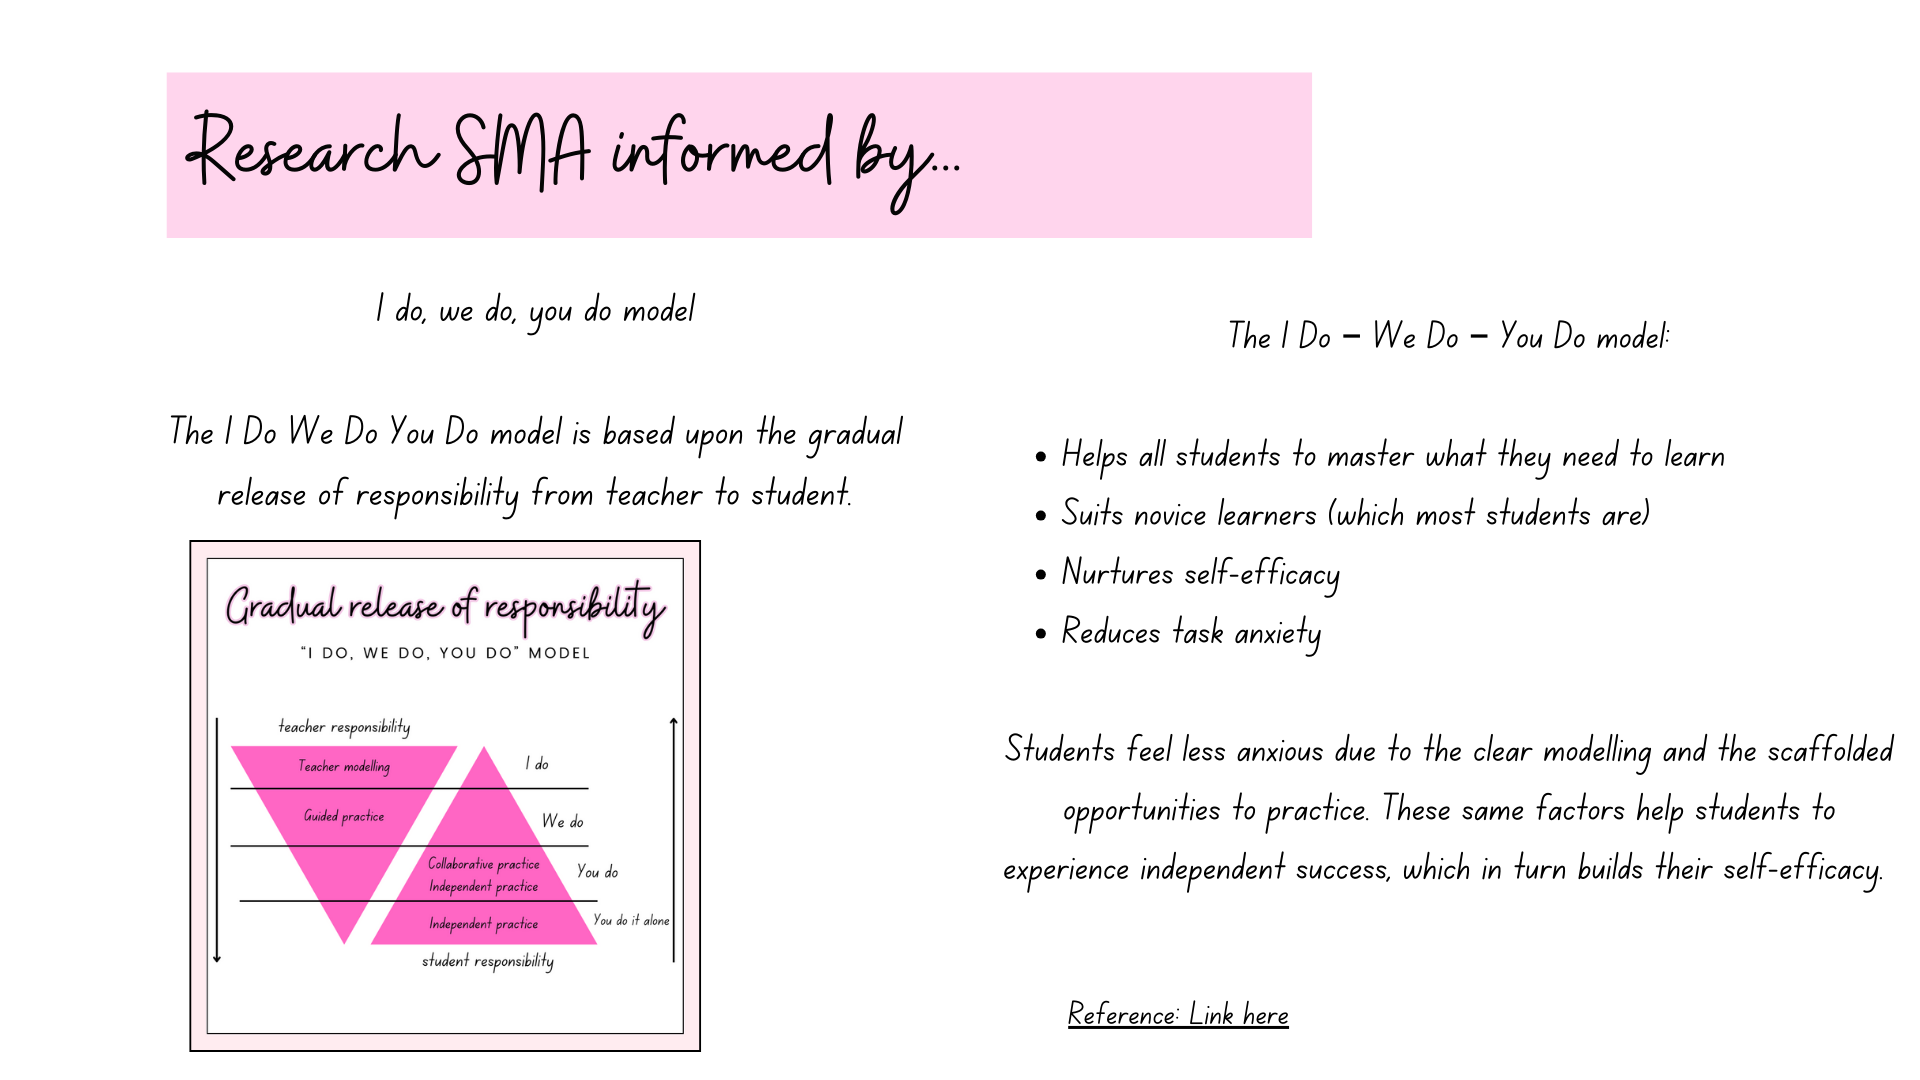 Research SMA informed by...
I do, we do, you do model
The I Do We Do You Do model is based upon the gradual
release of responsibility from teacher to student.
Gradual release of responsibility
"I DO, WE DO, YOU DO" MODEL
teacher responsibility
Teacher modelling
I do
Guided practice
We do
Collaborative practice
Independent practice
You do
Independent practice
You do it alone
student responsibility
The I Do – We Do – You Do model:
• Helps all students to master what they need to learn
• Suits novice learners (which most students are)
• Nurtures self-efficacy
• Reduces task anxiety
Students feel less anxious due to the clear modelling and the scaffolded
opportunities to practice. These same factors help students to
experience independent success, which in turn builds their self-efficacy.
Reference: Link here